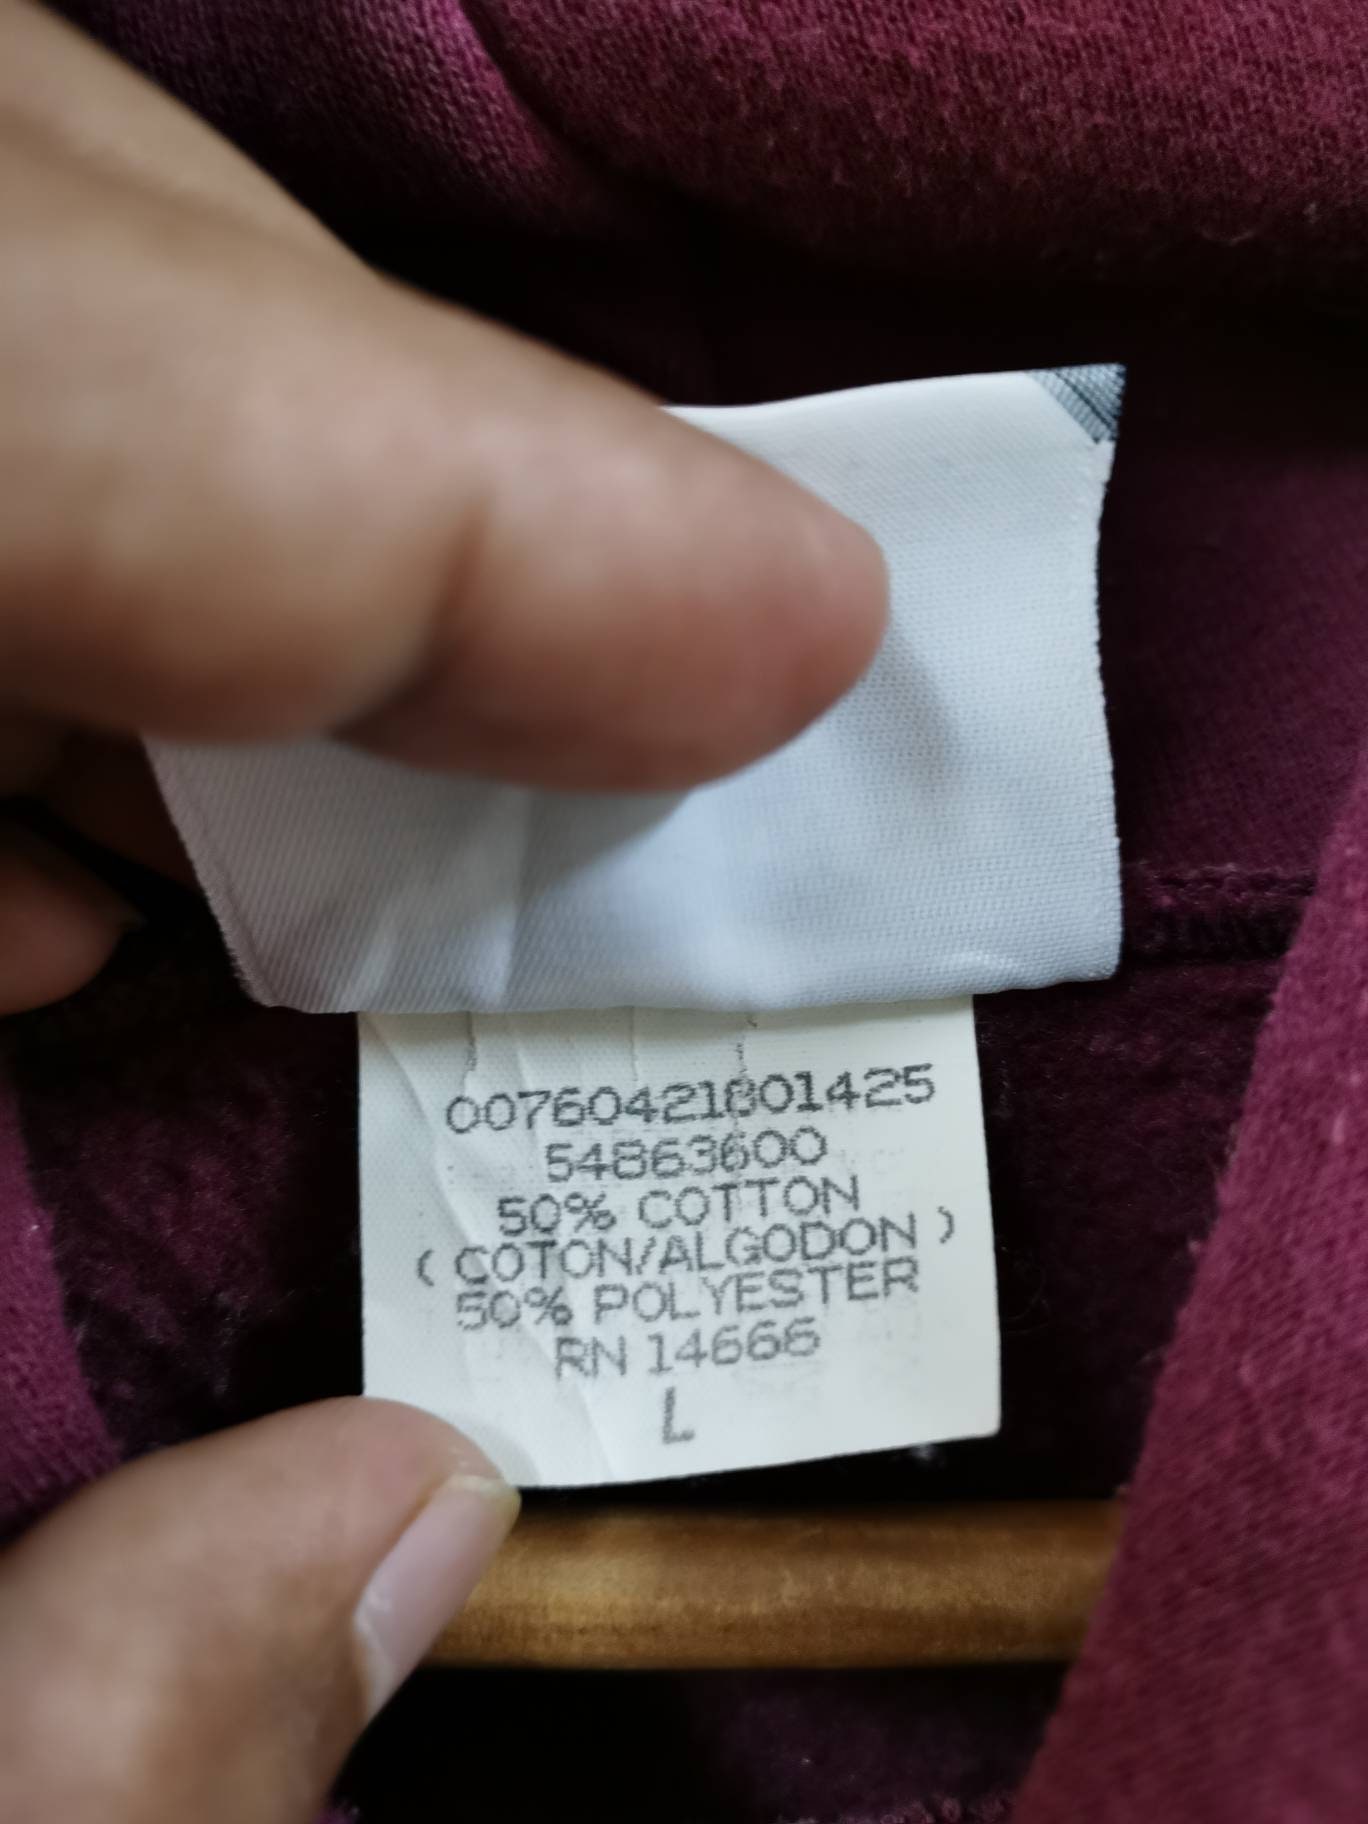 00760421801425
54863600
50% COTTON
( COTON/ALGODON )
50% POLYESTER
RN 14666
L